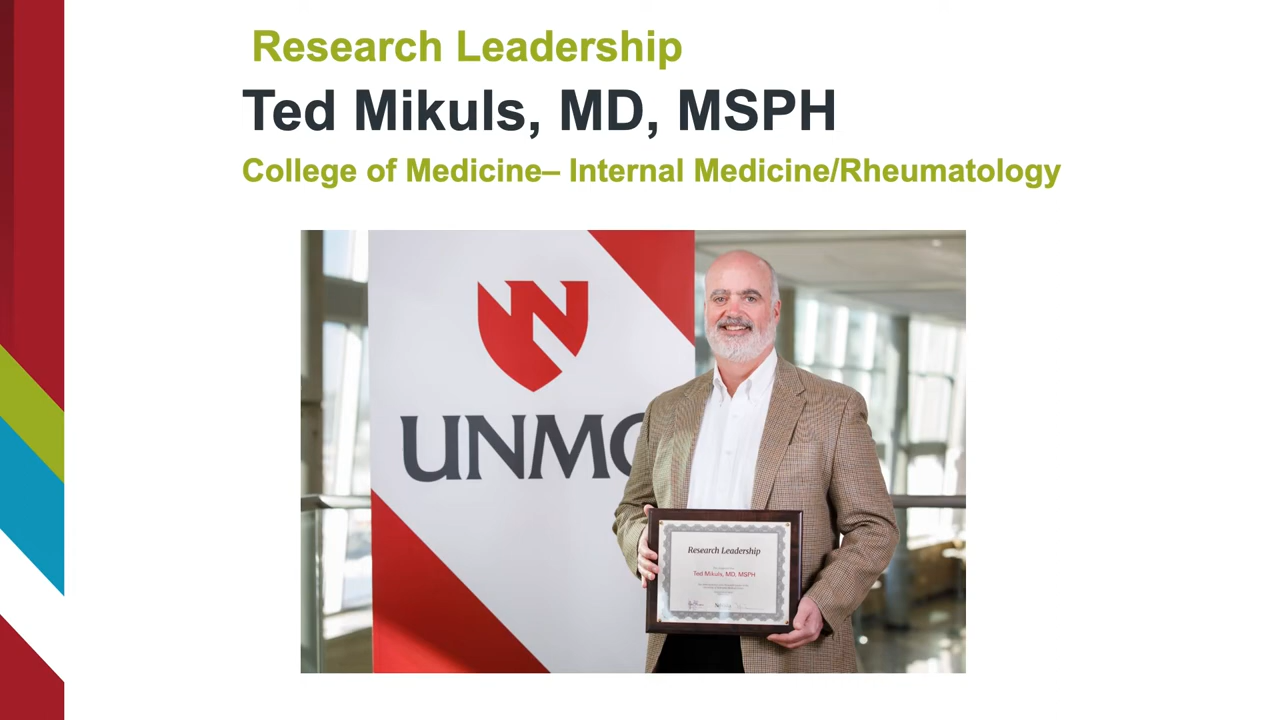 Research Leadership
Ted Mikuls, MD, MSPH
College of Medicine– Internal Medicine/Rheumatology
UNMC
Research Leadership
Ted Mikuls, MD, MSPH